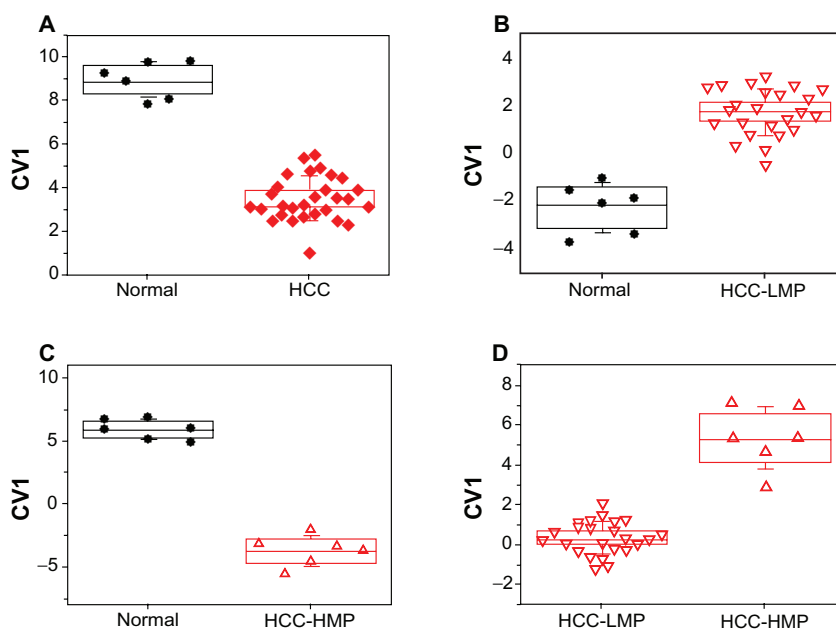 A
CV1
10
8
6
4
2
0
Normal HCC
B
CV1
4
2
0
−2
−4
Normal HCC-LMP
C
CV1
10
5
0
−5
Normal HCC-HMP
D
CV1
8
6
4
2
0
−2
HCC-LMP HCC-HMP